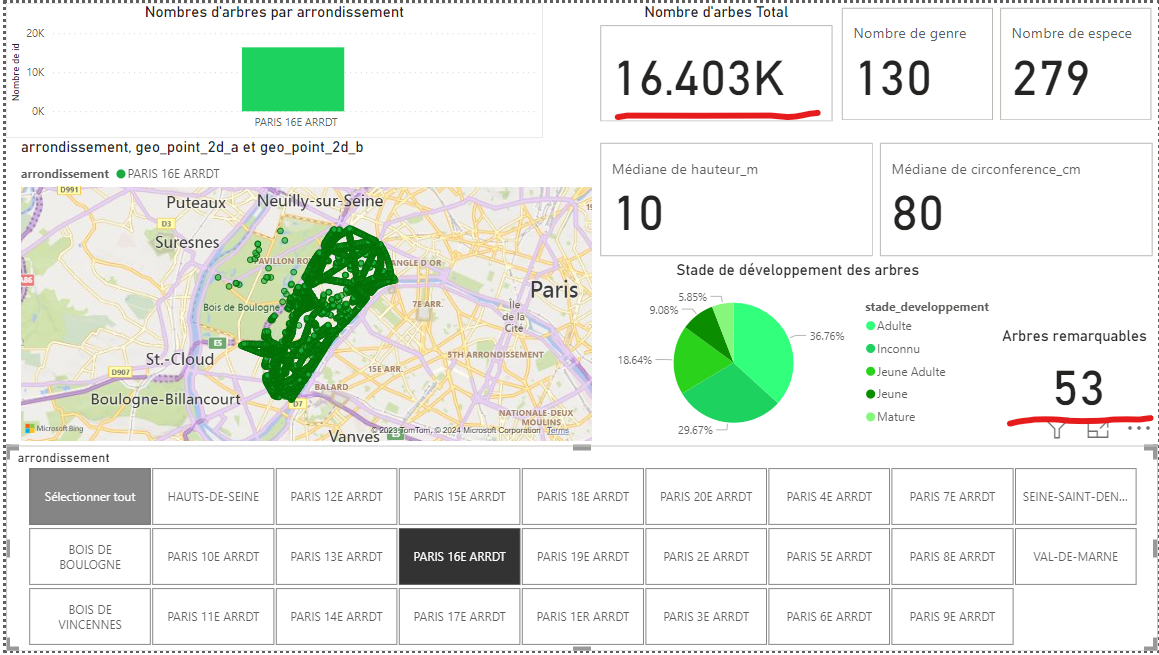 Nombres d'arbres par arrondissement
Nombre de id
20K
10K
0K
PARIS 16E ARRDT
Nombre d'arbes Total
16.403K
Nombre de genre
130
Nombre de espece
279
arrondissement, geo_point_2d_a et geo_point_2d_b
arrondissement PARIS 16E ARRDT
D991
Puteaux
Neuilly-sur-Seine
D3
Suresnes
PAVILLON
ANGLE D'OR
Paris
Bois de Boulogne
7E ARR.
Île
de la
Cité
E5
St.-Cloud
5TH ARRONDISSEMENT
15E ARR.
D907
BALARD
Boulogne-Billancourt
D7
NATIONALE-DEUX
MOULINS
Microsoft Bing
Vanves
© 2023 TomTom, © 2024 Microsoft Corporation Terms
Médiane de hauteur_m
10
Médiane de circonference_cm
80
Stade de développement des arbres
5.85%
9.08%
18.64%
29.67%
36.76%
stade_developpement
Adulte
Inconnu
Jeune Adulte
Jeune
Mature
Arbres remarquables
53
arrondissement
Sélectionner tout
HAUTS-DE-SEINE
PARIS 12E ARRDT
PARIS 15E ARRDT
PARIS 18E ARRDT
PARIS 20E ARRDT
PARIS 4E ARRDT
PARIS 7E ARRDT
SEINE-SAINT-DEN...
BOIS DE
BOULOGNE
PARIS 10E ARRDT
PARIS 13E ARRDT
PARIS 16E ARRDT
PARIS 19E ARRDT
PARIS 2E ARRDT
PARIS 5E ARRDT
PARIS 8E ARRDT
VAL-DE-MARNE
BOIS DE
VINCENNES
PARIS 11E ARRDT
PARIS 14E ARRDT
PARIS 17E ARRDT
PARIS 1ER ARRDT
PARIS 3E ARRDT
PARIS 6E ARRDT
PARIS 9E ARRDT